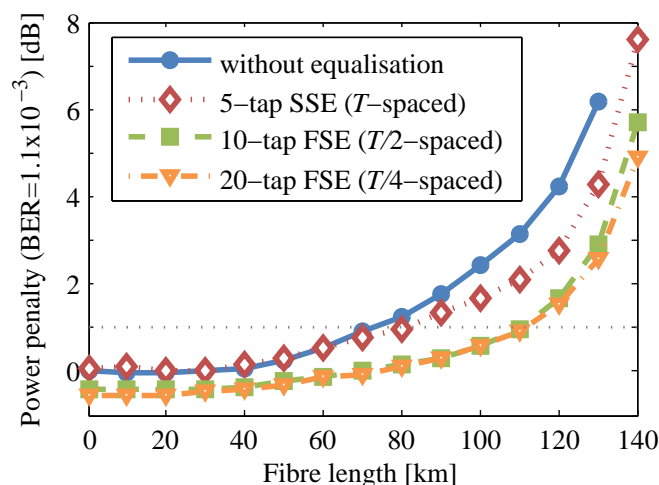 Power penalty (BER=1.1x10⁻³) [dB]
8
6
4
2
0
without equalisation
5−tap SSE (T−spaced)
10−tap FSE (T/2−spaced)
20−tap FSE (T/4−spaced)
0 20 40 60 80 100 120 140
Fibre length [km]